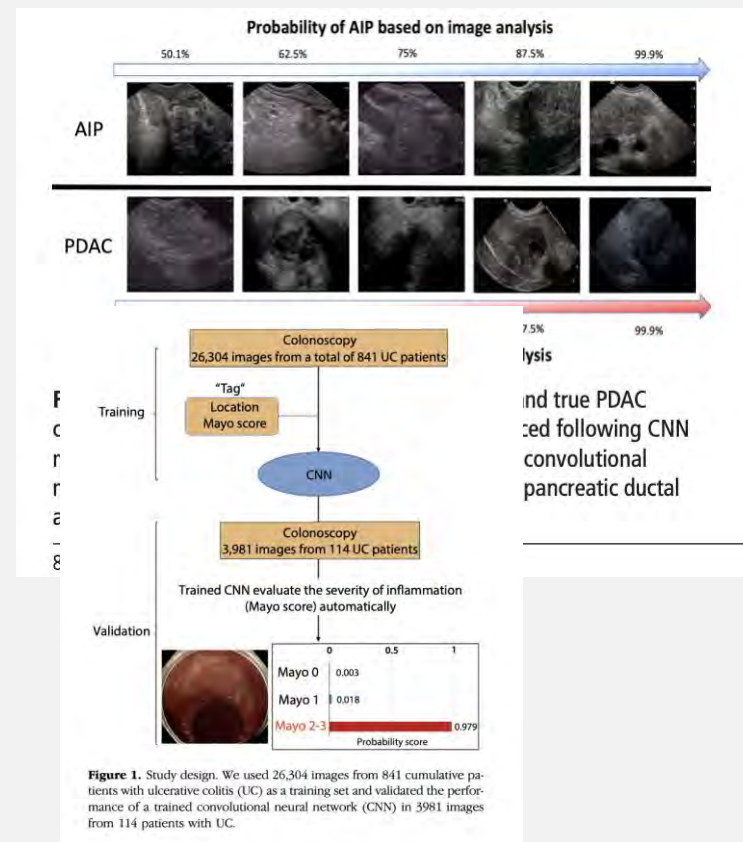 Probability of AIP based on image analysis
50.1% 62.5% 75% 87.5% 99.9%
AIP
PDAC
7.5% 99.9%
lysis
nd true PDAC
ced following CNN
convolutional
pancreatic ductal
Colonoscopy
26,304 images from a total of 841 UC patients
"Tag"
Location
Mayo score
Training
CNN
Colonoscopy
3,981 images from 114 UC patients
Trained CNN evaluate the severity of inflammation
(Mayo score) automatically
Validation
0 0.5 1
Mayo 0 0.003
Mayo 1 0.018
Mayo 2-3 0.979
Probability score
Figure 1. Study design. We used 26,304 images from 841 cumulative pa-
tients with ulcerative colitis (UC) as a training set and validated the perfor-
mance of a trained convolutional neural network (CNN) in 3981 images
from 114 patients with UC.